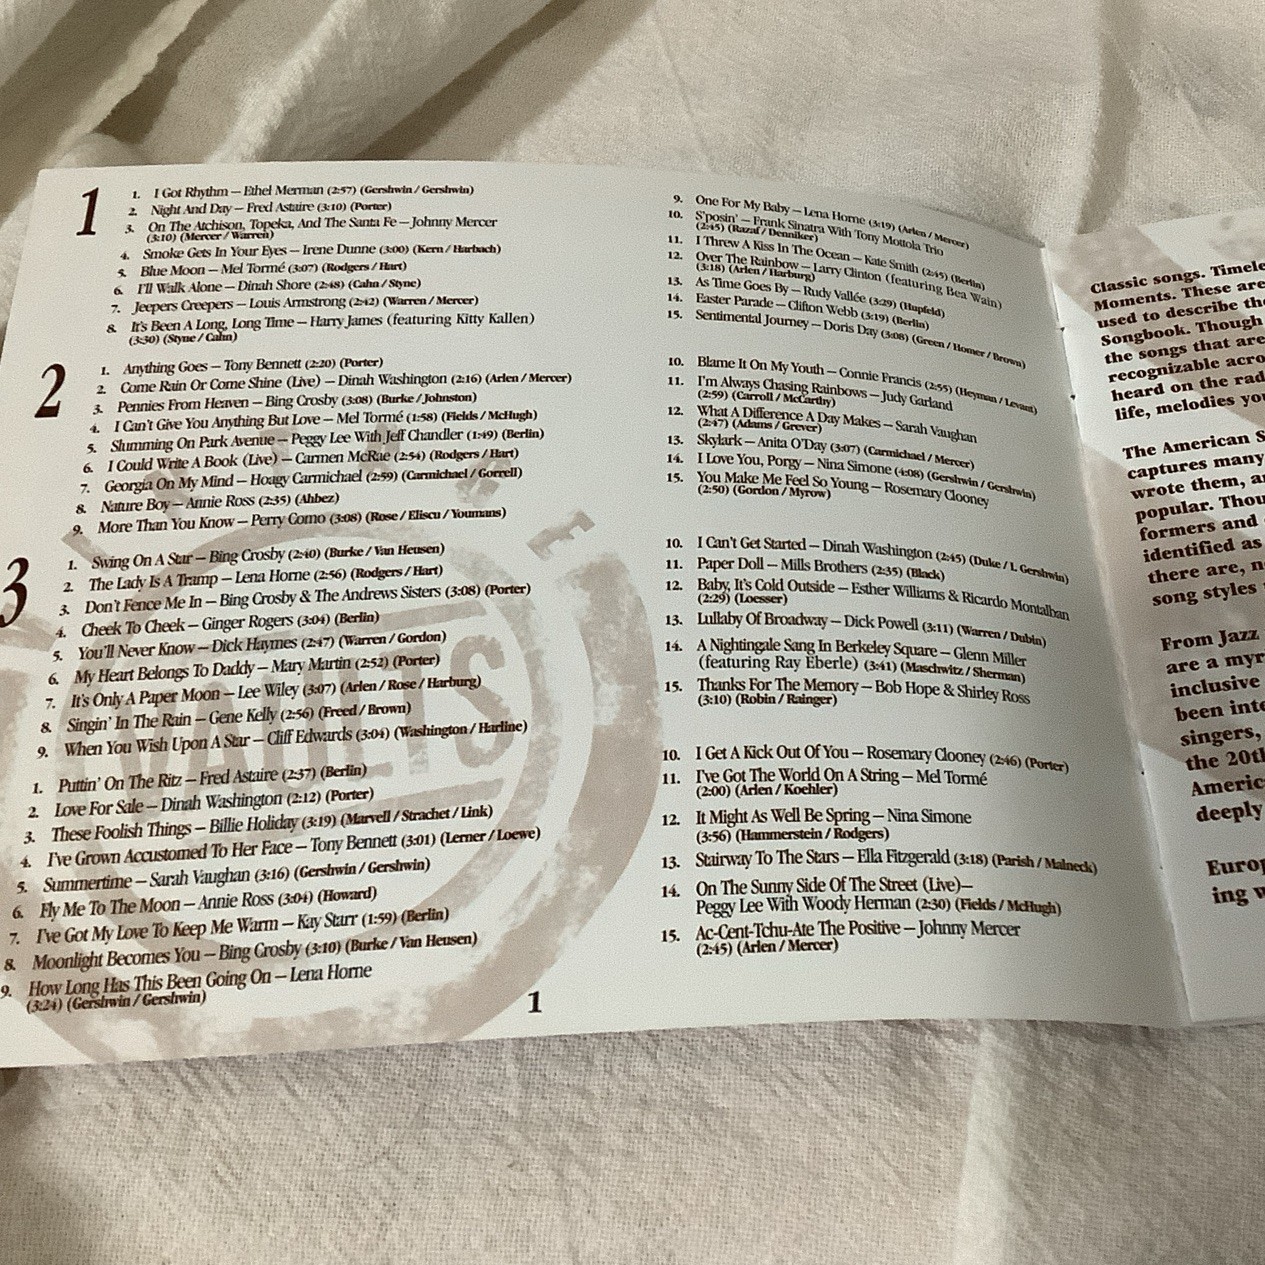 1
1. I Got Rhythm – Ethel Merman (2:57) (Gershwin / Gershwin)
2. Night And Day – Fred Astaire (3:10) (Porter)
3. On The Atchison, Topeka, And The Santa Fe – Johnny Mercer
(3:10) (Mercer / Warren)
4. Smoke Gets In Your Eyes – Irene Dunne (3:00) (Kern / Harbach)
5. Blue Moon – Mel Tormé (3:07) (Rodgers / Hart)
6. I'll Walk Alone – Dinah Shore (2:48) (Cahn / Styne)
7. Jeepers Creepers – Louis Armstrong (2:42) (Warren / Mercer)
8. It's Been A Long, Long Time – Harry James (featuring Kitty Kallen)
(3:30) (Styne / Cahn)
9. One For My Baby – Lena Horne (3:19) (Arlen / Mercer)
10. S'posin' – Frank Sinatra With Tony Mottola Trio
(2:45) (Razaf / Denniker)
11. I Threw A Kiss In The Ocean – Kate Smith (2:45) (Berlin)
12. Over The Rainbow – Larry Clinton (featuring Bea Wain)
(3:18) (Arlen / Harburg)
13. As Time Goes By – Rudy Vallée (3:29) (Hupfeld)
14. Easter Parade – Clifton Webb (3:19) (Berlin)
15. Sentimental Journey – Doris Day (3:08) (Green / Homer / Brown)
2
1. Anything Goes – Tony Bennett (2:20) (Porter)
2. Come Rain Or Come Shine (Live) – Dinah Washington (2:16) (Arlen / Mercer)
3. Pennies From Heaven – Bing Crosby (3:08) (Burke / Johnston)
4. I Can't Give You Anything But Love – Mel Tormé (1:58) (Fields / McHugh)
5. Slumming On Park Avenue – Peggy Lee With Jeff Chandler (1:49) (Berlin)
6. I Could Write A Book (Live) – Carmen McRae (2:54) (Rodgers / Hart)
7. Georgia On My Mind – Hoagy Carmichael (2:59) (Carmichael / Gorrell)
8. Nature Boy – Annie Ross (2:35) (Ahbez)
9. More Than You Know – Perry Como (3:08) (Rose / Eliscu / Youmans)
10. Blame It On My Youth – Connie Francis (2:55) (Heyman / Levant)
11. I'm Always Chasing Rainbows – Judy Garland
(2:59) (Carroll / McCarthy)
12. What A Difference A Day Makes – Sarah Vaughan
(2:47) (Adams / Grever)
13. Skylark – Anita O'Day (3:07) (Carmichael / Mercer)
14. I Love You, Porgy – Nina Simone (4:08) (Gershwin / Gershwin)
15. You Make Me Feel So Young – Rosemary Clooney
(2:50) (Gordon / Myrow)
3
1. Swing On A Star – Bing Crosby (2:40) (Burke / Van Heusen)
2. The Lady Is A Tramp – Lena Horne (2:56) (Rodgers / Hart)
3. Don't Fence Me In – Bing Crosby & The Andrews Sisters (3:08) (Porter)
4. Cheek To Cheek – Ginger Rogers (3:04) (Berlin)
5. You'll Never Know – Dick Haymes (2:47) (Warren / Gordon)
6. My Heart Belongs To Daddy – Mary Martin (2:52) (Porter)
7. It's Only A Paper Moon – Lee Wiley (3:07) (Arlen / Rose / Harburg)
8. Singin' In The Rain – Gene Kelly (2:56) (Freed / Brown)
9. When You Wish Upon A Star – Cliff Edwards (3:04) (Washington / Harline)
10. I Can't Get Started – Dinah Washington (2:45) (Duke / I. Gershwin)
11. Paper Doll – Mills Brothers (2:35) (Black)
12. Baby, It's Cold Outside – Esther Williams & Ricardo Montalban
(2:29) (Loesser)
13. Lullaby Of Broadway – Dick Powell (3:11) (Warren / Dubin)
14. A Nightingale Sang In Berkeley Square – Glenn Miller
(featuring Ray Eberle) (3:41) (Maschwitz / Sherman)
15. Thanks For The Memory – Bob Hope & Shirley Ross
(3:10) (Robin / Rainger)
1. Puttin' On The Ritz – Fred Astaire (2:37) (Berlin)
2. Love For Sale – Dinah Washington (2:12) (Porter)
3. These Foolish Things – Billie Holiday (3:19) (Marvell / Strachet / Link)
4. I've Grown Accustomed To Her Face – Tony Bennett (3:01) (Lerner / Loewe)
5. Summertime – Sarah Vaughan (3:16) (Gershwin / Gershwin)
6. Fly Me To The Moon – Annie Ross (3:04) (Howard)
7. I've Got My Love To Keep Me Warm – Kay Starr (1:59) (Berlin)
8. Moonlight Becomes You – Bing Crosby (3:10) (Burke / Van Heusen)
9. How Long Has This Been Going On – Lena Horne
(3:24) (Gershwin / Gershwin)
10. I Get A Kick Out Of You – Rosemary Clooney (2:46) (Porter)
11. I've Got The World On A String – Mel Tormé
(2:00) (Arlen / Koehler)
12. It Might As Well Be Spring – Nina Simone
(3:56) (Hammerstein / Rodgers)
13. Stairway To The Stars – Ella Fitzgerald (3:18) (Parish / Malneck)
14. On The Sunny Side Of The Street (Live)–
Peggy Lee With Woody Herman (2:30) (Fields / McHugh)
15. Ac-Cent-Tchu-Ate The Positive – Johnny Mercer
(2:45) (Arlen / Mercer)
1
VAULTS
Classic songs. Timele
Moments. These are
used to describe the
Songbook. Though
the songs that are
recognizable acro
heard on the rad
life, melodies you
The American S
captures many
wrote them, a
popular. Thou
formers and
identified as
there are, n
song styles
From Jazz
are a myr
inclusive
been inte
singers,
the 20th
Americ
deeply
Europ
ing w